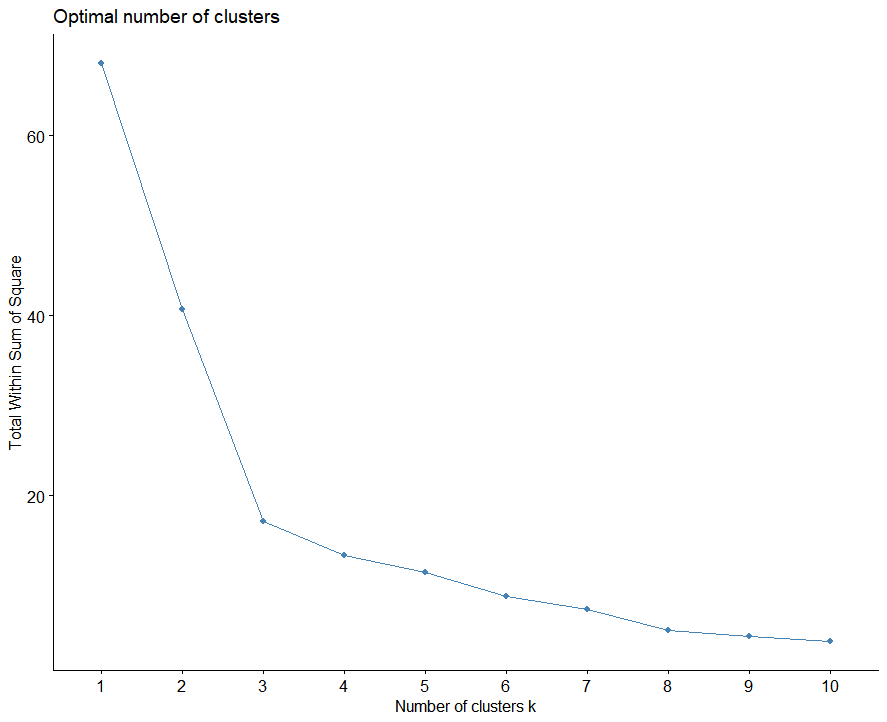 Optimal number of clusters
Total Within Sum of Square
60
40
20
1 2 3 4 5 6 7 8 9 10
Number of clusters k